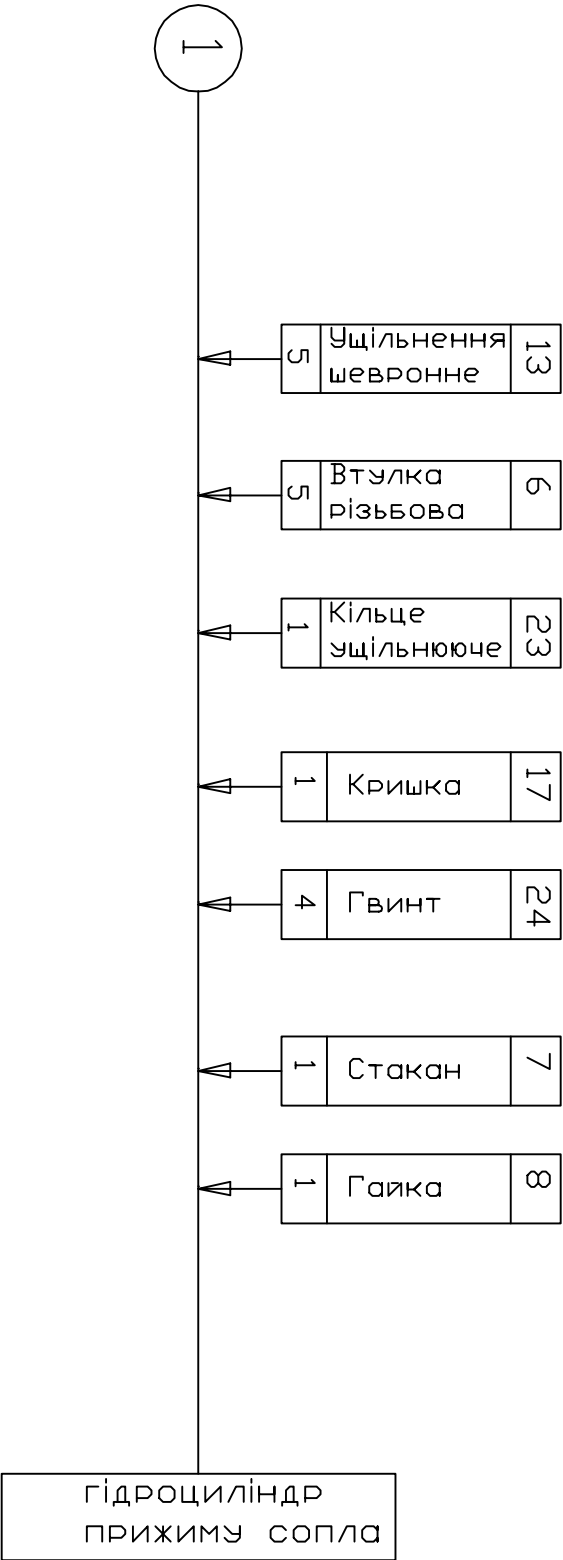 1
5
Ущільнення
шевронне
13
5
Втулка
різьбова
6
1
Кільце
ущільнююче
23
1
Кришка
17
4
Гвинт
24
1
Стакан
7
1
Гайка
8
гідроциліндр
прижиму сопла